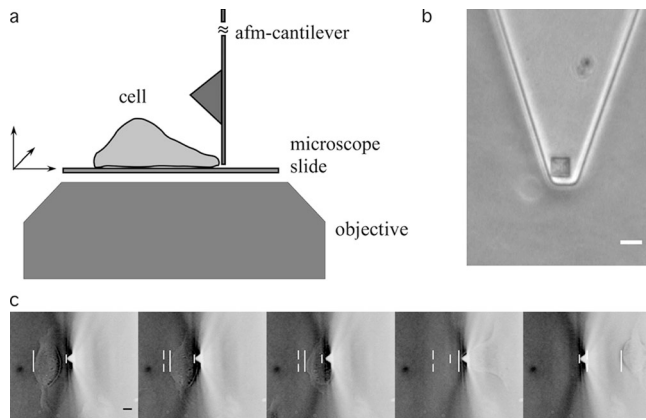 a
afm-cantilever
cell
microscope
slide
objective
b
c